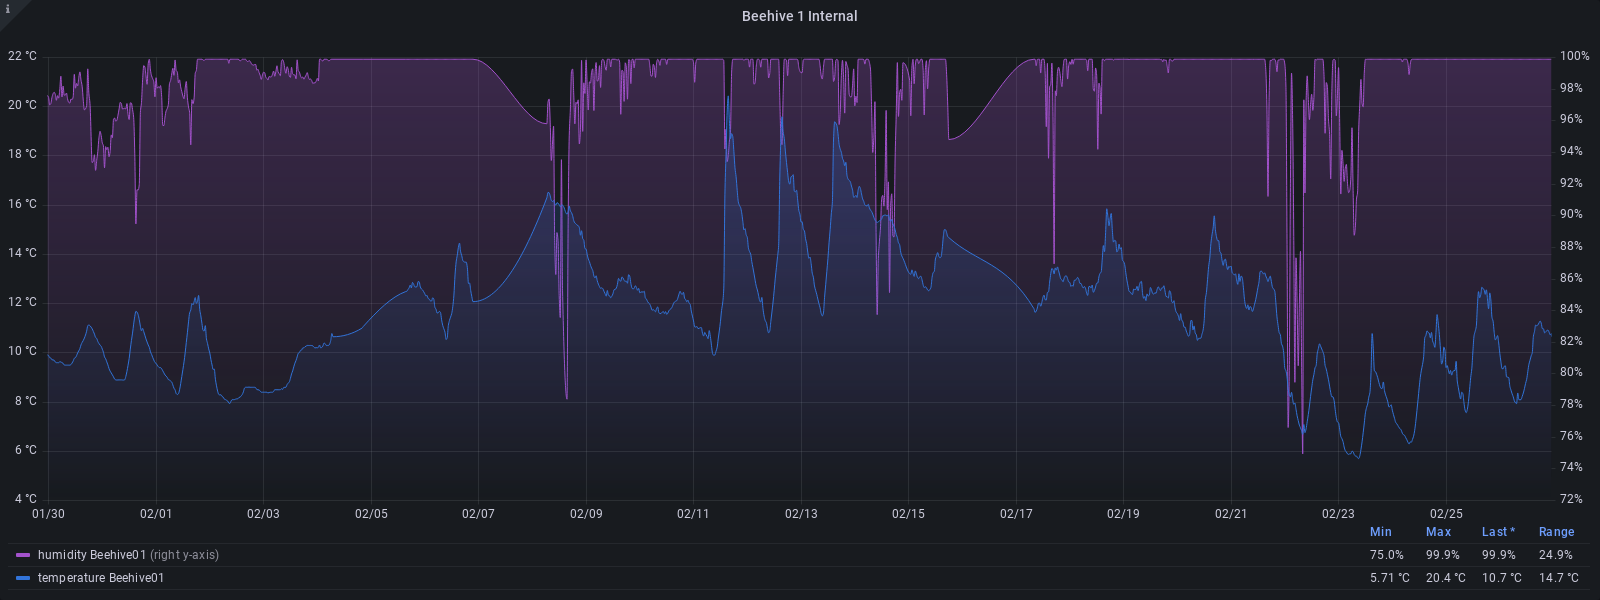 i
Beehive 1 Internal
22 °C
20 °C
18 °C
16 °C
14 °C
12 °C
10 °C
8 °C
6 °C
4 °C
100%
98%
96%
94%
92%
90%
88%
86%
84%
82%
80%
78%
76%
74%
72%
01/30 02/01 02/03 02/05 02/07 02/09 02/11 02/13 02/15 02/17 02/19 02/21 02/23 02/25
Min Max Last * Range
humidity Beehive01 (right y-axis) 75.0% 99.9% 99.9% 24.9%
temperature Beehive01 5.71 °C 20.4 °C 10.7 °C 14.7 °C